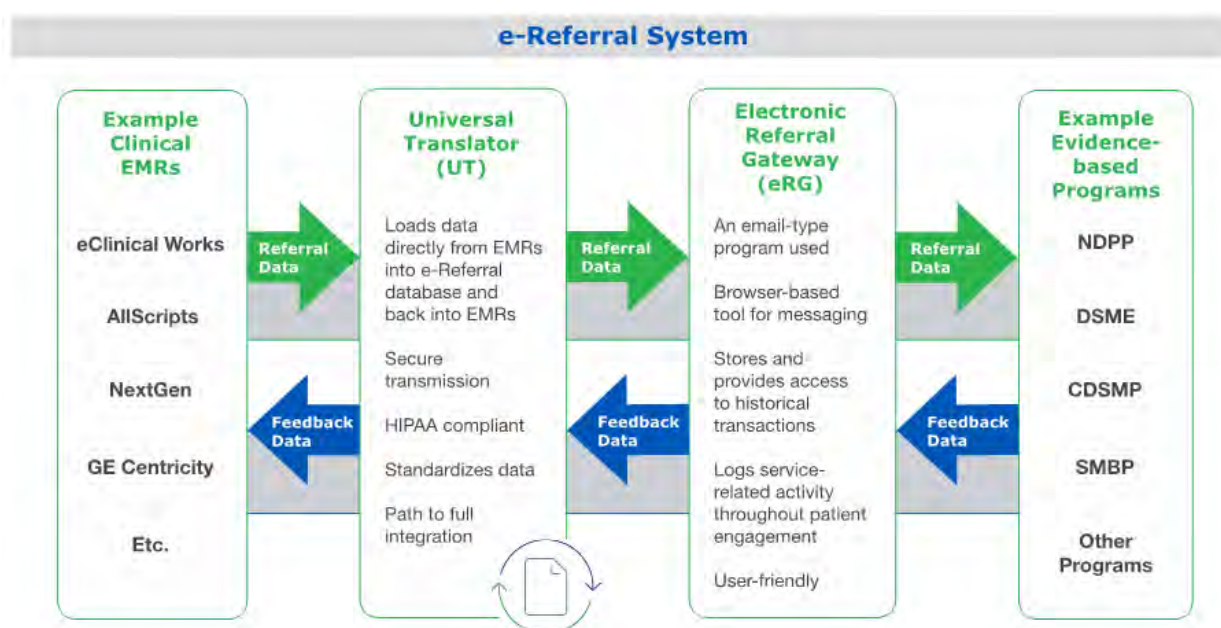 e-Referral System
Example
Clinical
EMRs
eClinical Works
AllScripts
NextGen
GE Centricity
Etc.
Referral
Data
Feedback
Data
Universal
Translator
(UT)
Loads data
directly from EMRs
into e-Referral
database and
back into EMRs
Secure
transmission
HIPAA compliant
Standardizes data
Path to full
integration
Referral
Data
Feedback
Data
Electronic
Referral
Gateway
(eRG)
An email-type
program used
Browser-based
tool for messaging
Stores and
provides access
to historical
transactions
Logs service-
related activity
throughout patient
engagement
User-friendly
Referral
Data
Feedback
Data
Example
Evidence-
based
Programs
NDPP
DSME
CDSMP
SMBP
Other
Programs